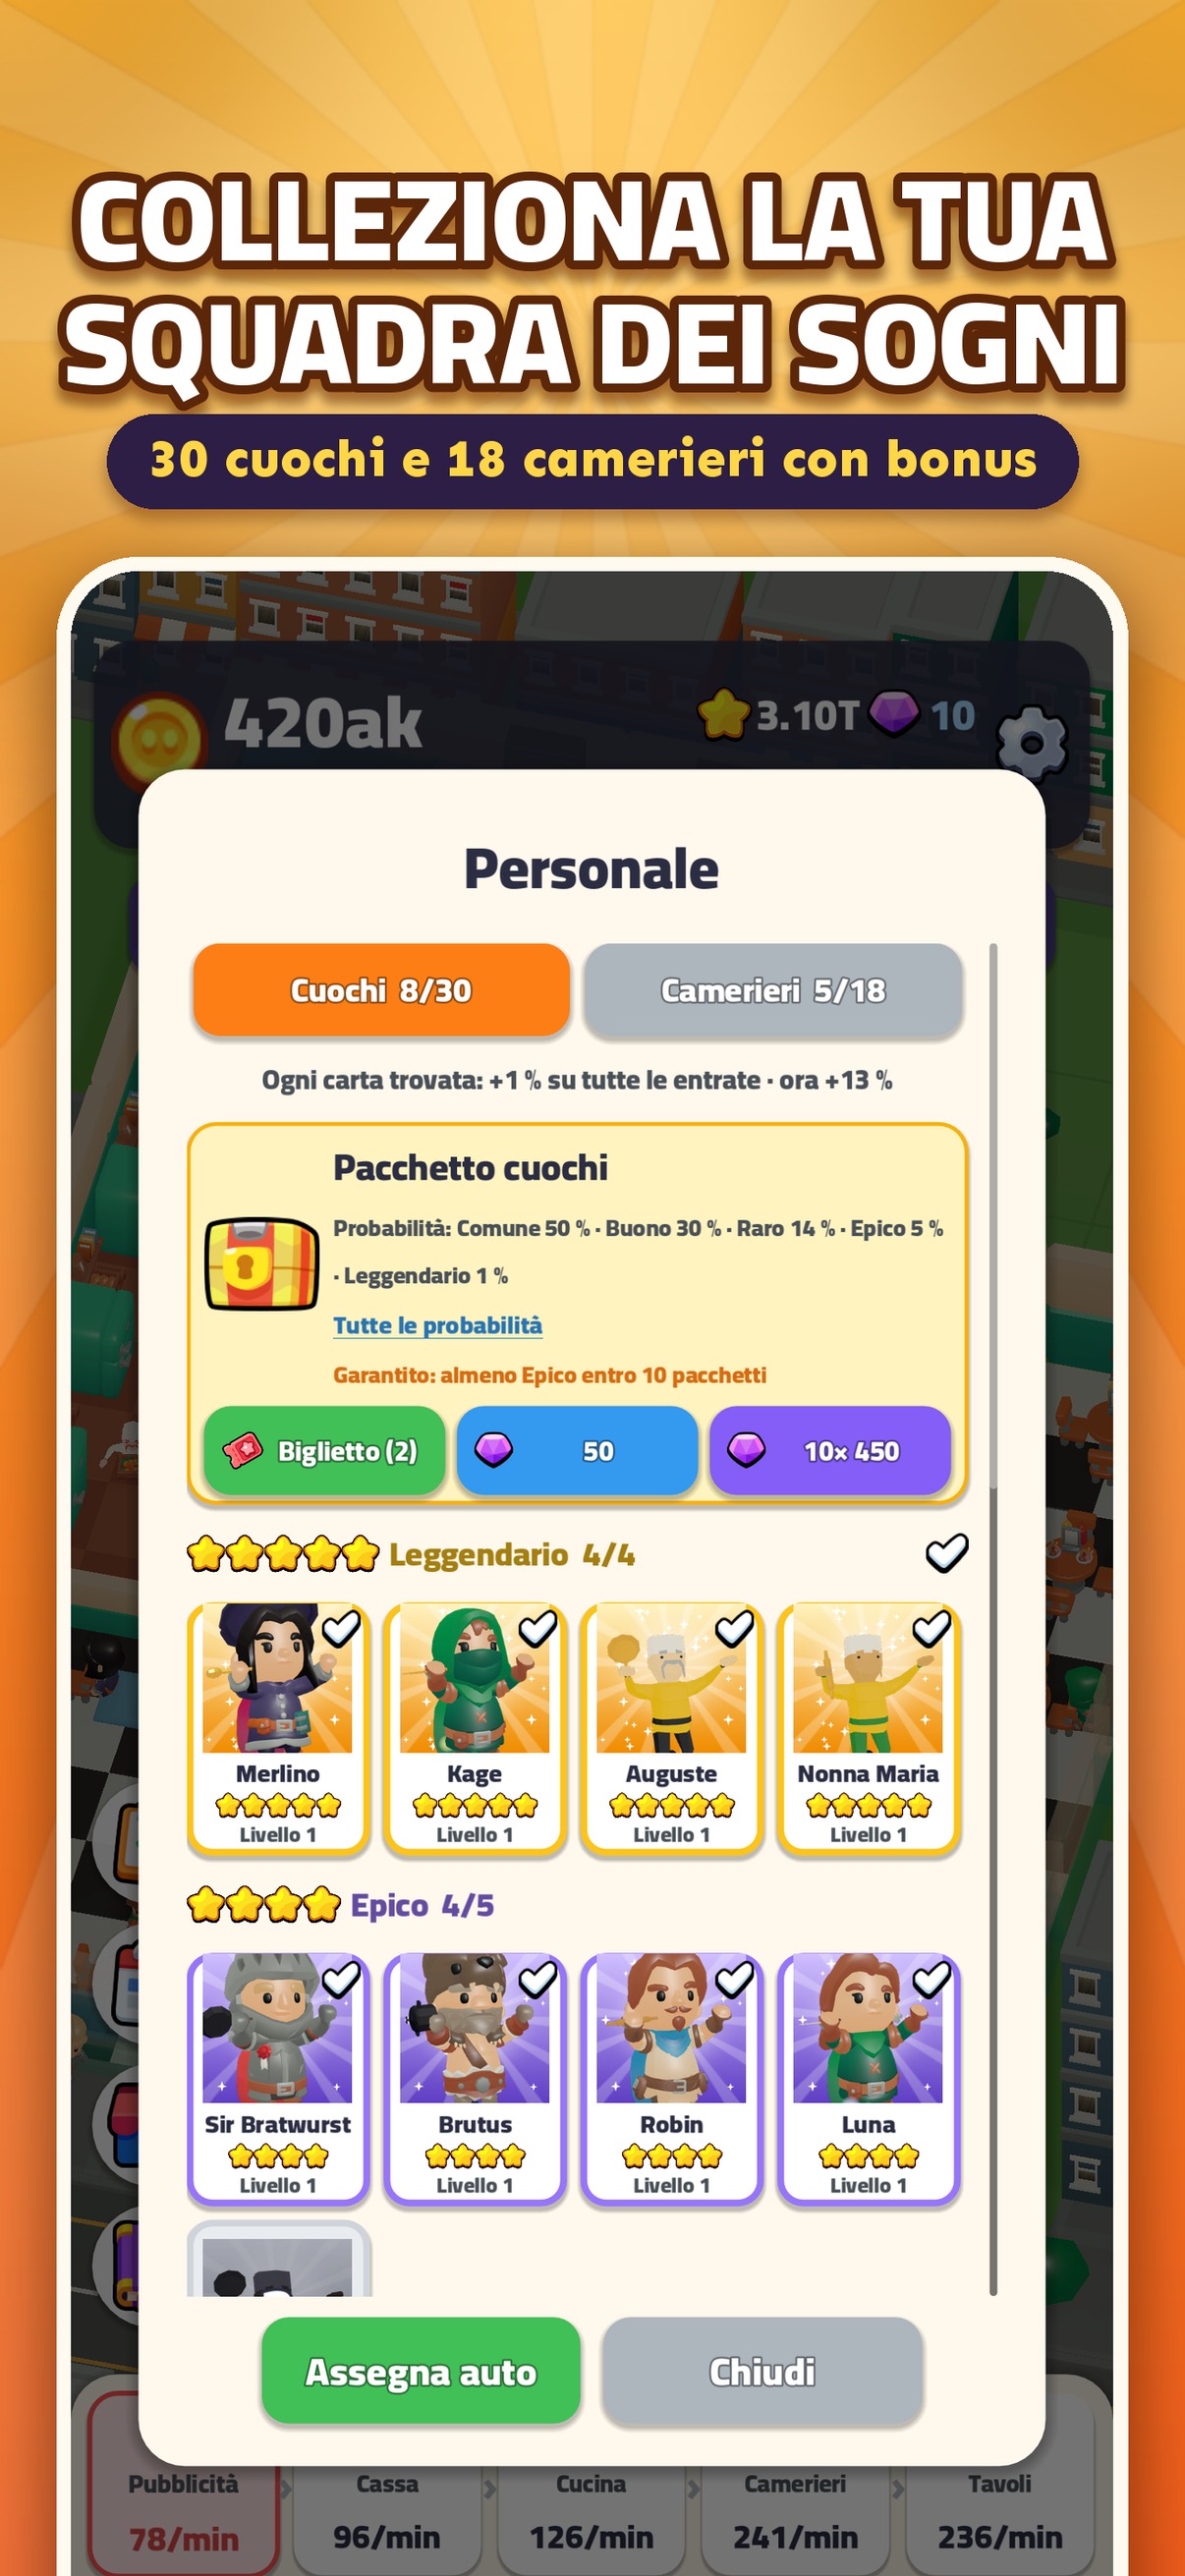 COLLEZIONA LA TUA
SQUADRA DEI SOGNI
30 cuochi e 18 camerieri con bonus
420ak
3.10T
10
Personale
Cuochi 8/30
Camerieri 5/18
Ogni carta trovata: +1 % su tutte le entrate · ora +13 %
Pacchetto cuochi
Probabilità: Comune 50 % · Buono 30 % · Raro 14 % · Epico 5 %
· Leggendario 1 %
Tutte le probabilità
Garantito: almeno Epico entro 10 pacchetti
Biglietto (2)
50
10× 450
Leggendario 4/4
Merlino
Kage
Auguste
Nonna Maria
Livello 1
Livello 1
Livello 1
Livello 1
Epico 4/5
Sir Bratwurst
Brutus
Robin
Luna
Livello 1
Livello 1
Livello 1
Livello 1
Assegna auto
Chiudi
Pubblicità
Cassa
Cucina
Camerieri
Tavoli
78/min
96/min
126/min
241/min
236/min